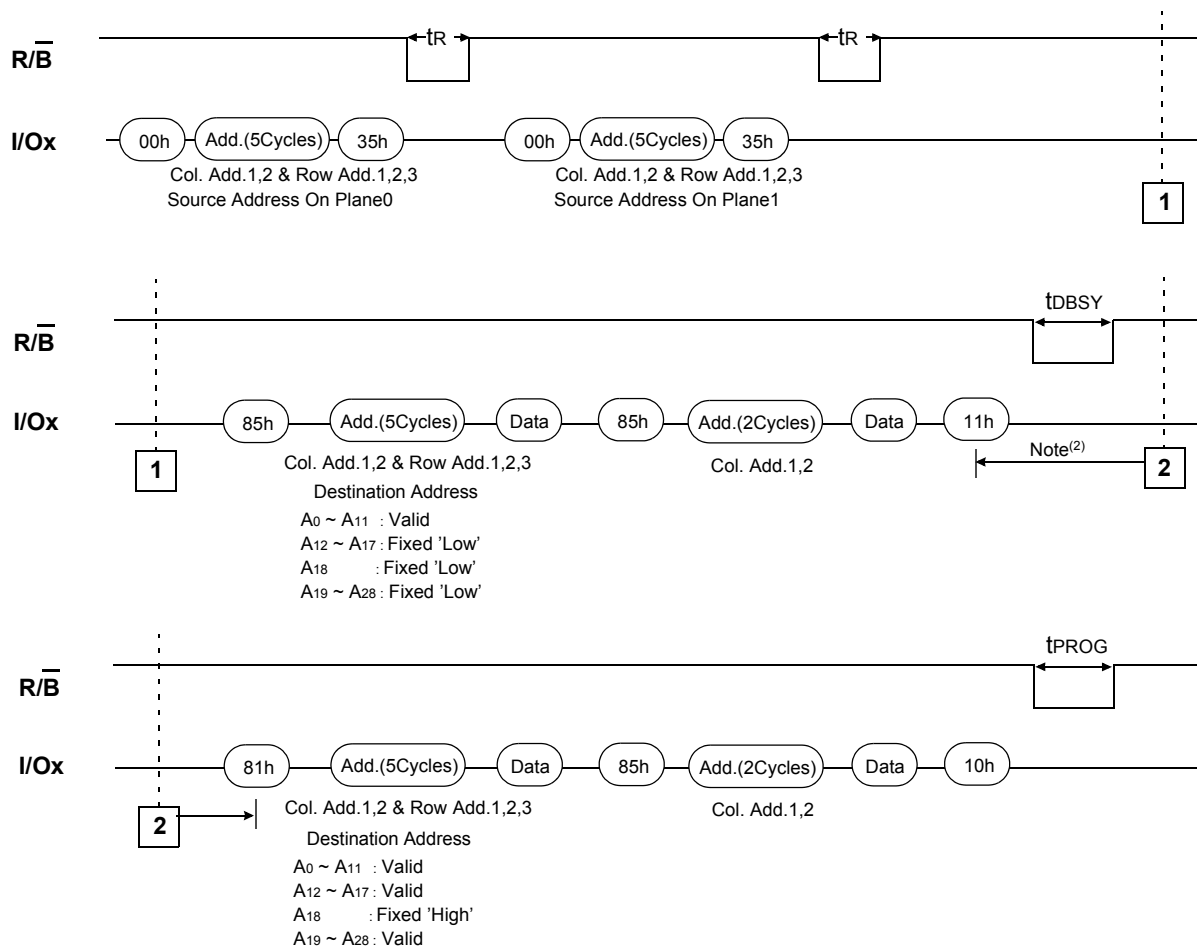 tR tR
R/B
I/Ox 00h Add.(5Cycles) 35h 00h Add.(5Cycles) 35h
Col. Add.1,2 & Row Add.1,2,3 Col. Add.1,2 & Row Add.1,2,3
Source Address On Plane0 Source Address On Plane1
1
tDBSY
R/B
I/Ox 85h Add.(5Cycles) Data 85h Add.(2Cycles) Data 11h
1 Col. Add.1,2 & Row Add.1,2,3 Col. Add.1,2 Note(2) 2
Destination Address
A0 ~ A11 : Valid
A12 ~ A17 : Fixed 'Low'
A18 : Fixed 'Low'
A19 ~ A28 : Fixed 'Low'
tPROG
R/B
I/Ox 81h Add.(5Cycles) Data 85h Add.(2Cycles) Data 10h
2 Col. Add.1,2 & Row Add.1,2,3 Col. Add.1,2
Destination Address
A0 ~ A11 : Valid
A12 ~ A17 : Valid
A18 : Fixed 'High'
A19 ~ A28 : Valid